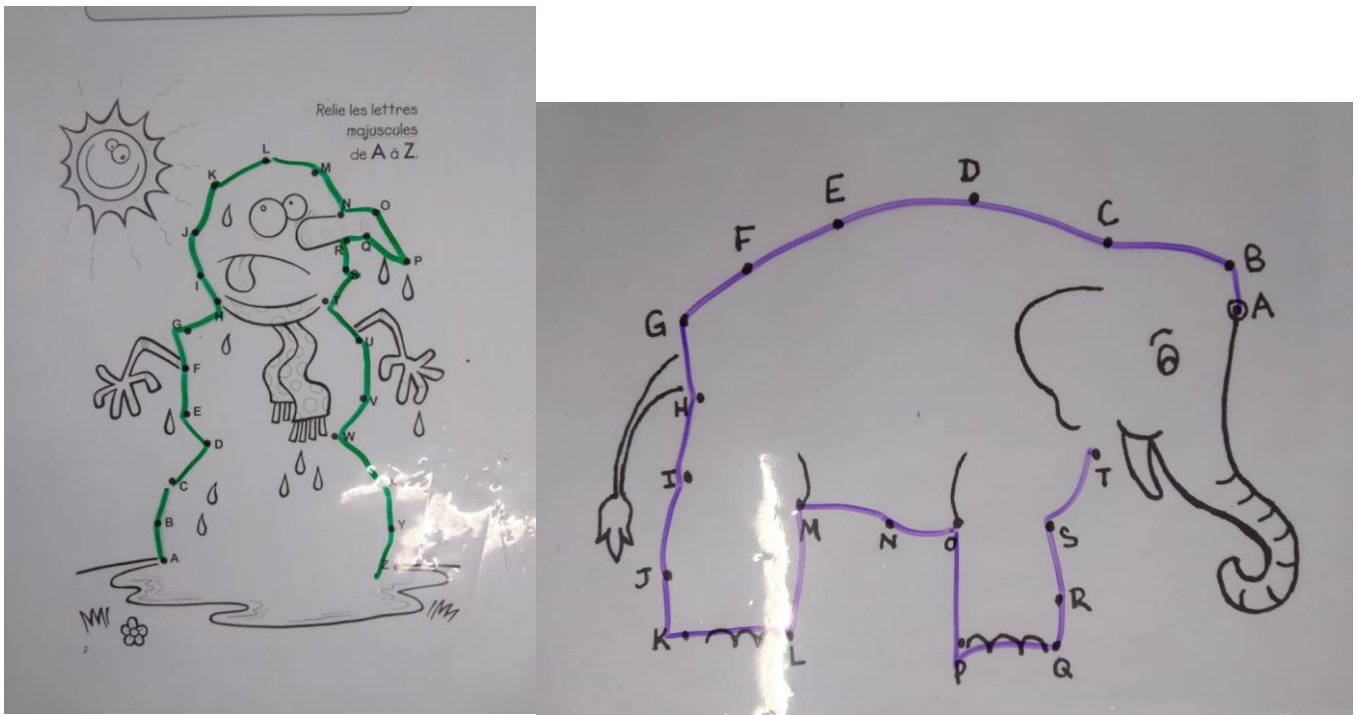 Relie les lettres
majuscules
de A à Z.
L
M
K
N
O
J
R
Q
P
I
S
H
T
G
U
F
V
E
W
D
C
B
Y
A
Z
D
E
C
F
B
A
G
H
T
I
M
N
O
S
J
R
K
L
P
Q